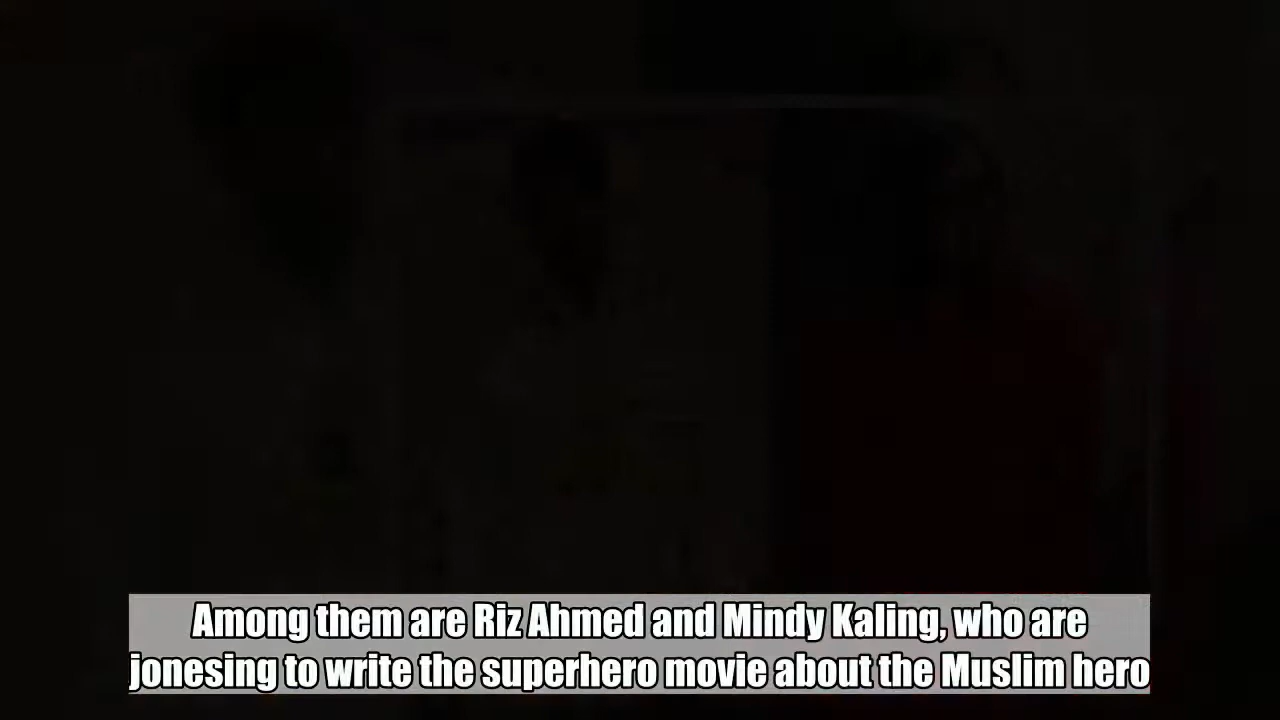 Among them are Riz Ahmed and Mindy Kaling, who are
jonesing to write the superhero movie about the Muslim hero